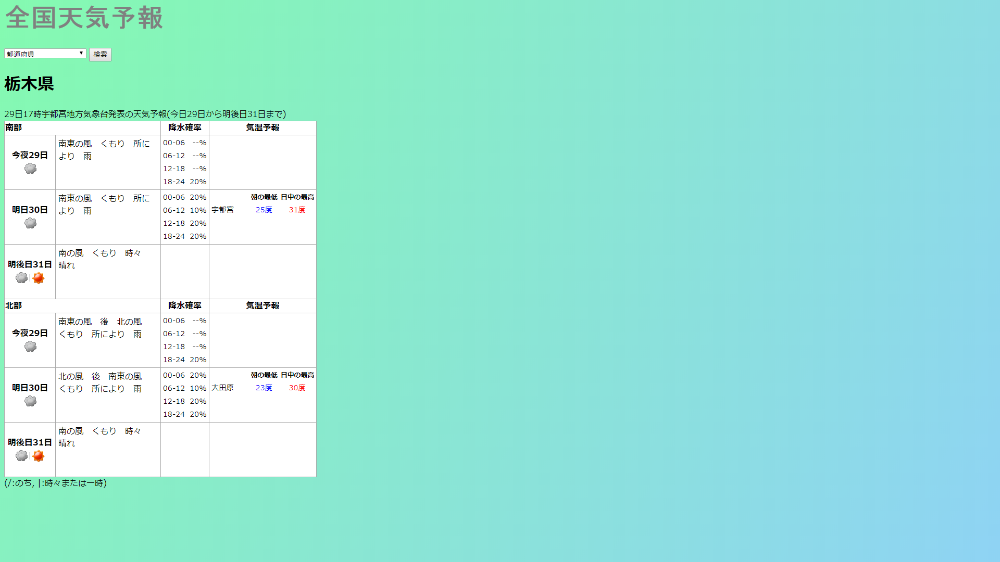 全国天気予報
都道府県 検索
栃木県
29日17時宇都宮地方気象台発表の天気予報(今日29日から明後日31日まで)
南部 降水確率 気温予報
今夜29日
南東の風　くもり　所に
より　雨
00-06 --%
06-12 --%
12-18 --%
18-24 20%
明日30日
南東の風　くもり　所に
より　雨
00-06 20%
06-12 10%
12-18 20%
18-24 20%
朝の最低 日中の最高
宇都宮 25度 31度
明後日31日
南の風　くもり　時々
晴れ
北部 降水確率 気温予報
今夜29日
南東の風　後　北の風
くもり　所により　雨
00-06 --%
06-12 --%
12-18 --%
18-24 20%
明日30日
北の風　後　南東の風
くもり　所により　雨
00-06 20%
06-12 10%
12-18 20%
18-24 20%
朝の最低 日中の最高
大田原 23度 30度
明後日31日
南の風　くもり　時々
晴れ
(/:のち, |:時々または一時)